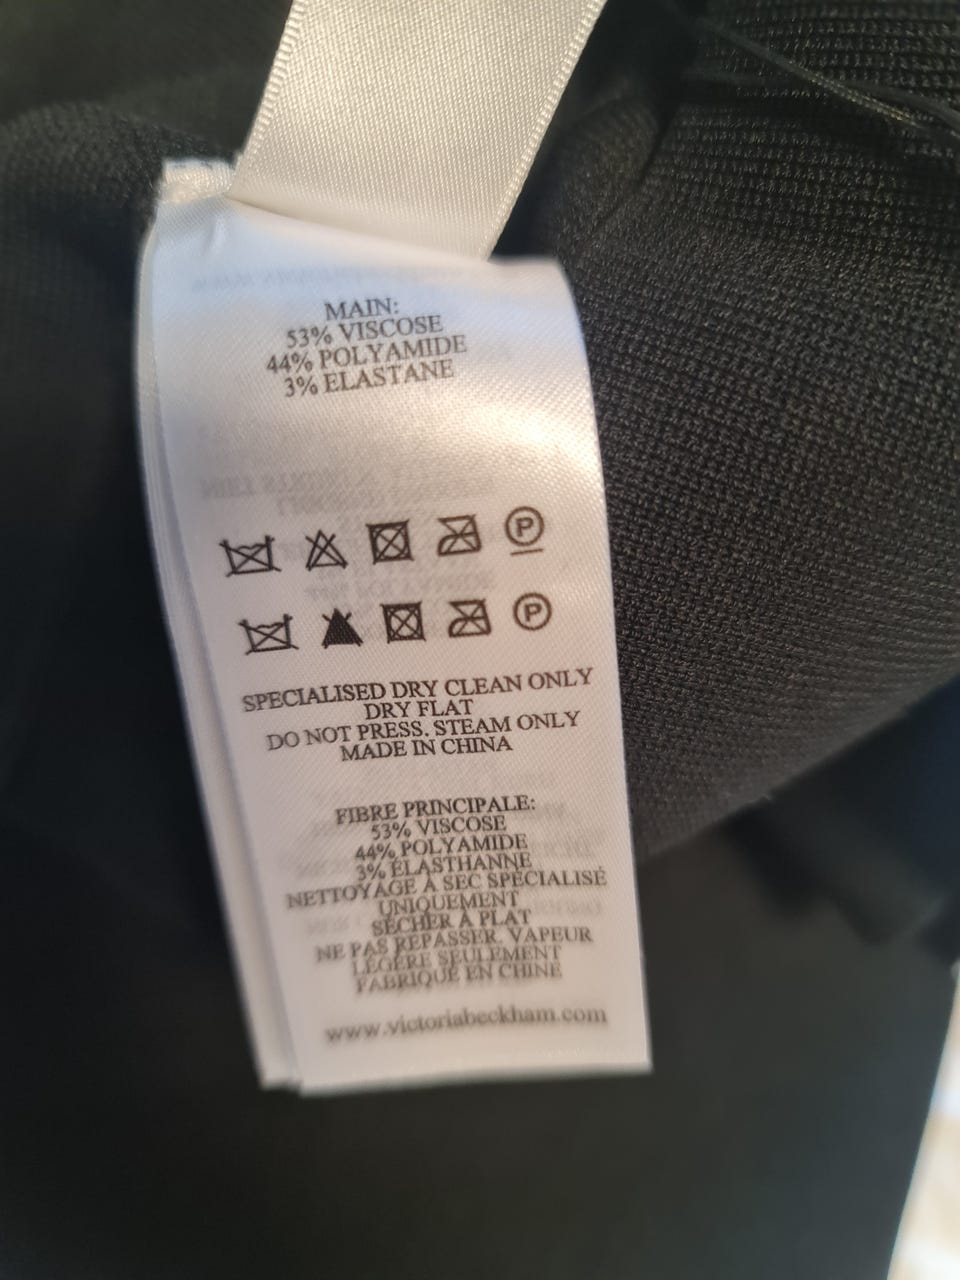 MAIN:
53% VISCOSE
44% POLYAMIDE
3% ELASTANE
P
P
SPECIALISED DRY CLEAN ONLY
DRY FLAT
DO NOT PRESS. STEAM ONLY
MADE IN CHINA
FIBRE PRINCIPALE:
53% VISCOSE
44% POLYAMIDE
3% ÉLASTHANNE
NETTOYAGE À SEC SPÉCIALISÉ
UNIQUEMENT
SÉCHER À PLAT
NE PAS REPASSER. VAPEUR
LÉGÈRE SEULEMENT
FABRIQUÉ EN CHINE
www.victoriabeckham.com